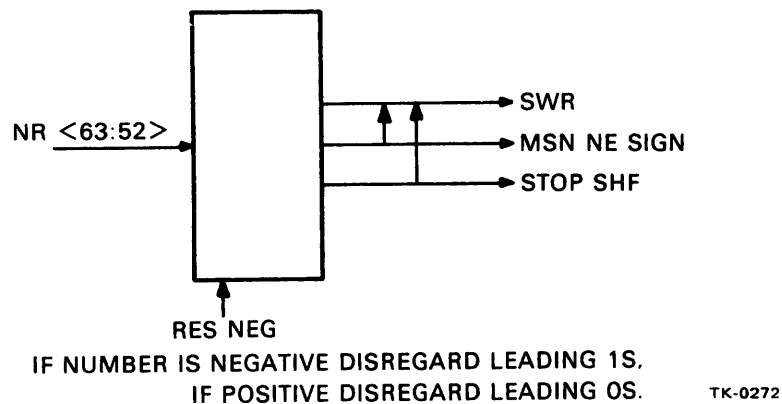 SWR
NR <63:52>
MSN NE SIGN
STOP SHF
RES NEG
IF NUMBER IS NEGATIVE DISREGARD LEADING 1S,
IF POSITIVE DISREGARD LEADING 0S.
TK-0272